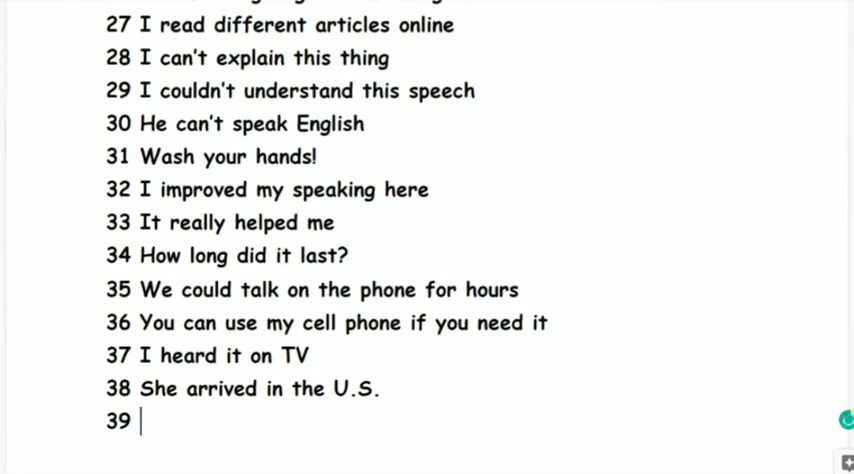 27 I read different articles online
28 I can't explain this thing
29 I couldn't understand this speech
30 He can't speak English
31 Wash your hands!
32 I improved my speaking here
33 It really helped me
34 How long did it last?
35 We could talk on the phone for hours
36 You can use my cell phone if you need it
37 I heard it on TV
38 She arrived in the U.S.
39